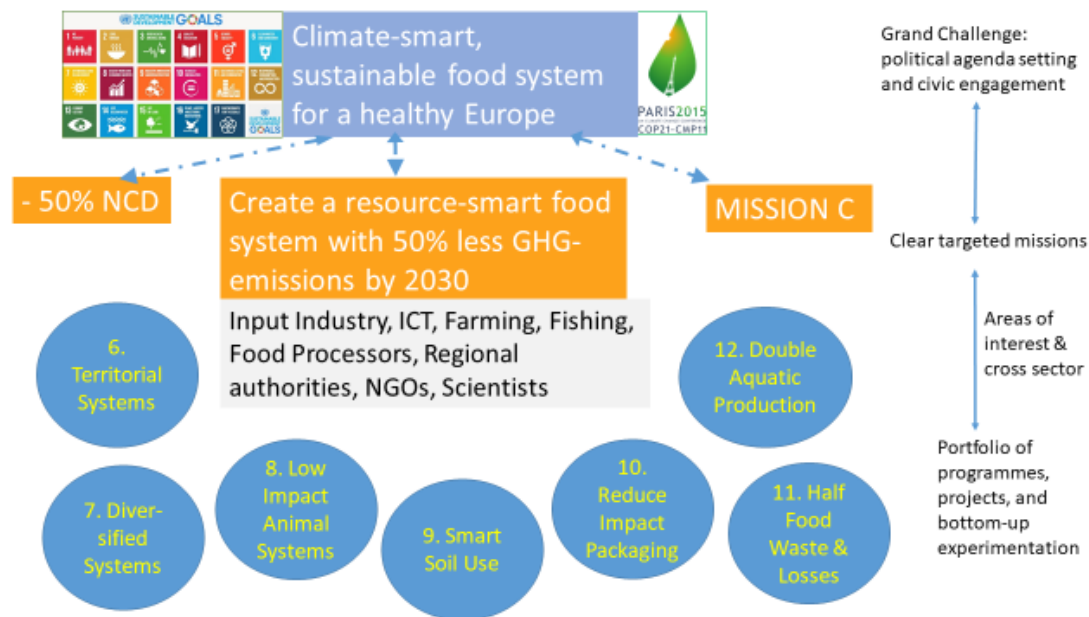 SUSTAINABLE DEVELOPMENT GOALS
Climate-smart,
sustainable food system
for a healthy Europe
PARIS2015
COP21-CMP11
Grand Challenge:
political agenda setting
and civic engagement
- 50% NCD
Create a resource-smart food
system with 50% less GHG-
emissions by 2030
MISSION C
Clear targeted missions
Input Industry, ICT, Farming, Fishing,
Food Processors, Regional
authorities, NGOs, Scientists
Areas of
interest &
cross sector
6.
Territorial
Systems
12. Double
Aquatic
Production
7. Diver-
sified
Systems
8. Low
Impact
Animal
Systems
9. Smart
Soil Use
10.
Reduce
Impact
Packaging
11. Half
Food
Waste &
Losses
Portfolio of
programmes,
projects, and
bottom-up
experimentation